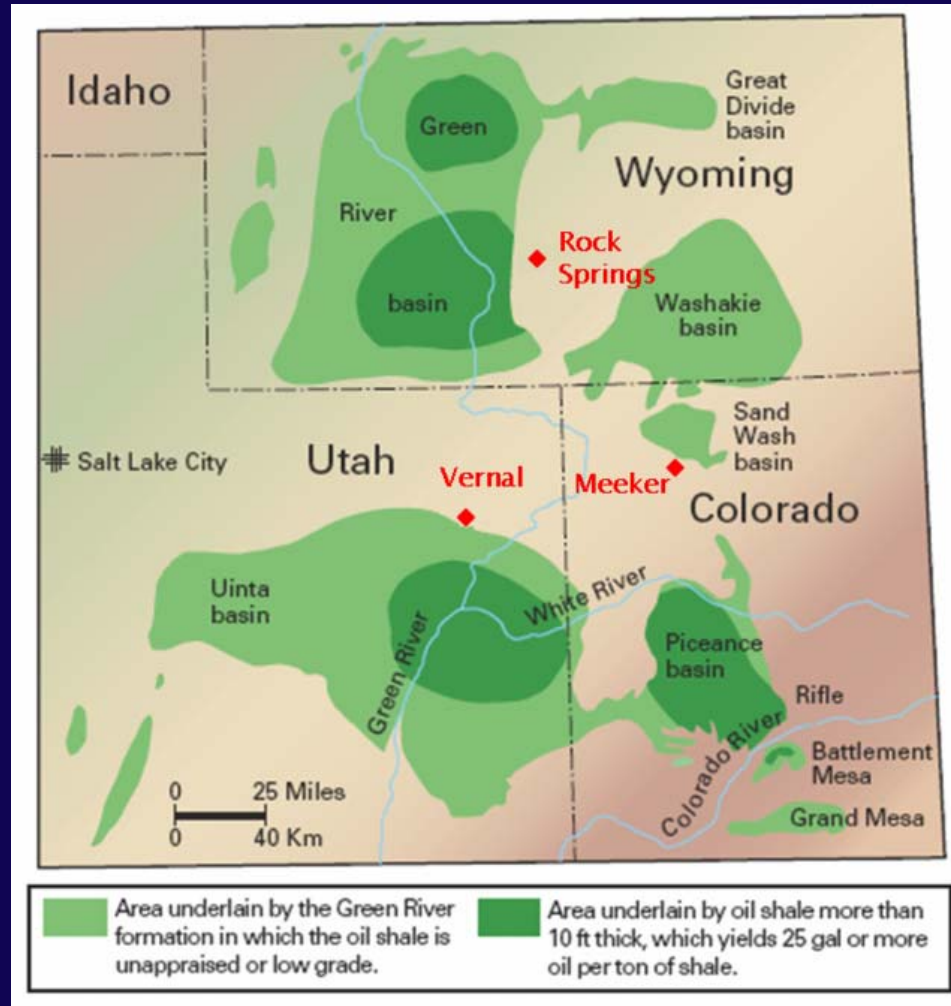 Idaho
Green
River
basin
Great
Divide
basin
Wyoming
Rock
Springs
Washakie
basin
Sand
Wash
basin
Salt Lake City
Utah
Vernal
Meeker
Colorado
Uinta
basin
White River
Green River
Piceance
basin
Rifle
Colorado River
Battlement
Mesa
Grand Mesa
0 25 Miles
0 40 Km
Area underlain by the Green River
formation in which the oil shale is
unappraised or low grade.
Area underlain by oil shale more than
10 ft thick, which yields 25 gal or more
oil per ton of shale.